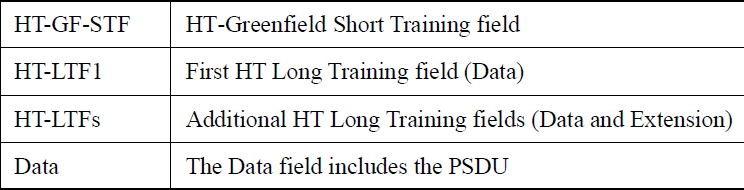 HT-GF-STF HT-Greenfield Short Training field
HT-LTF1 First HT Long Training field (Data)
HT-LTFs Additional HT Long Training fields (Data and Extension)
Data The Data field includes the PSDU